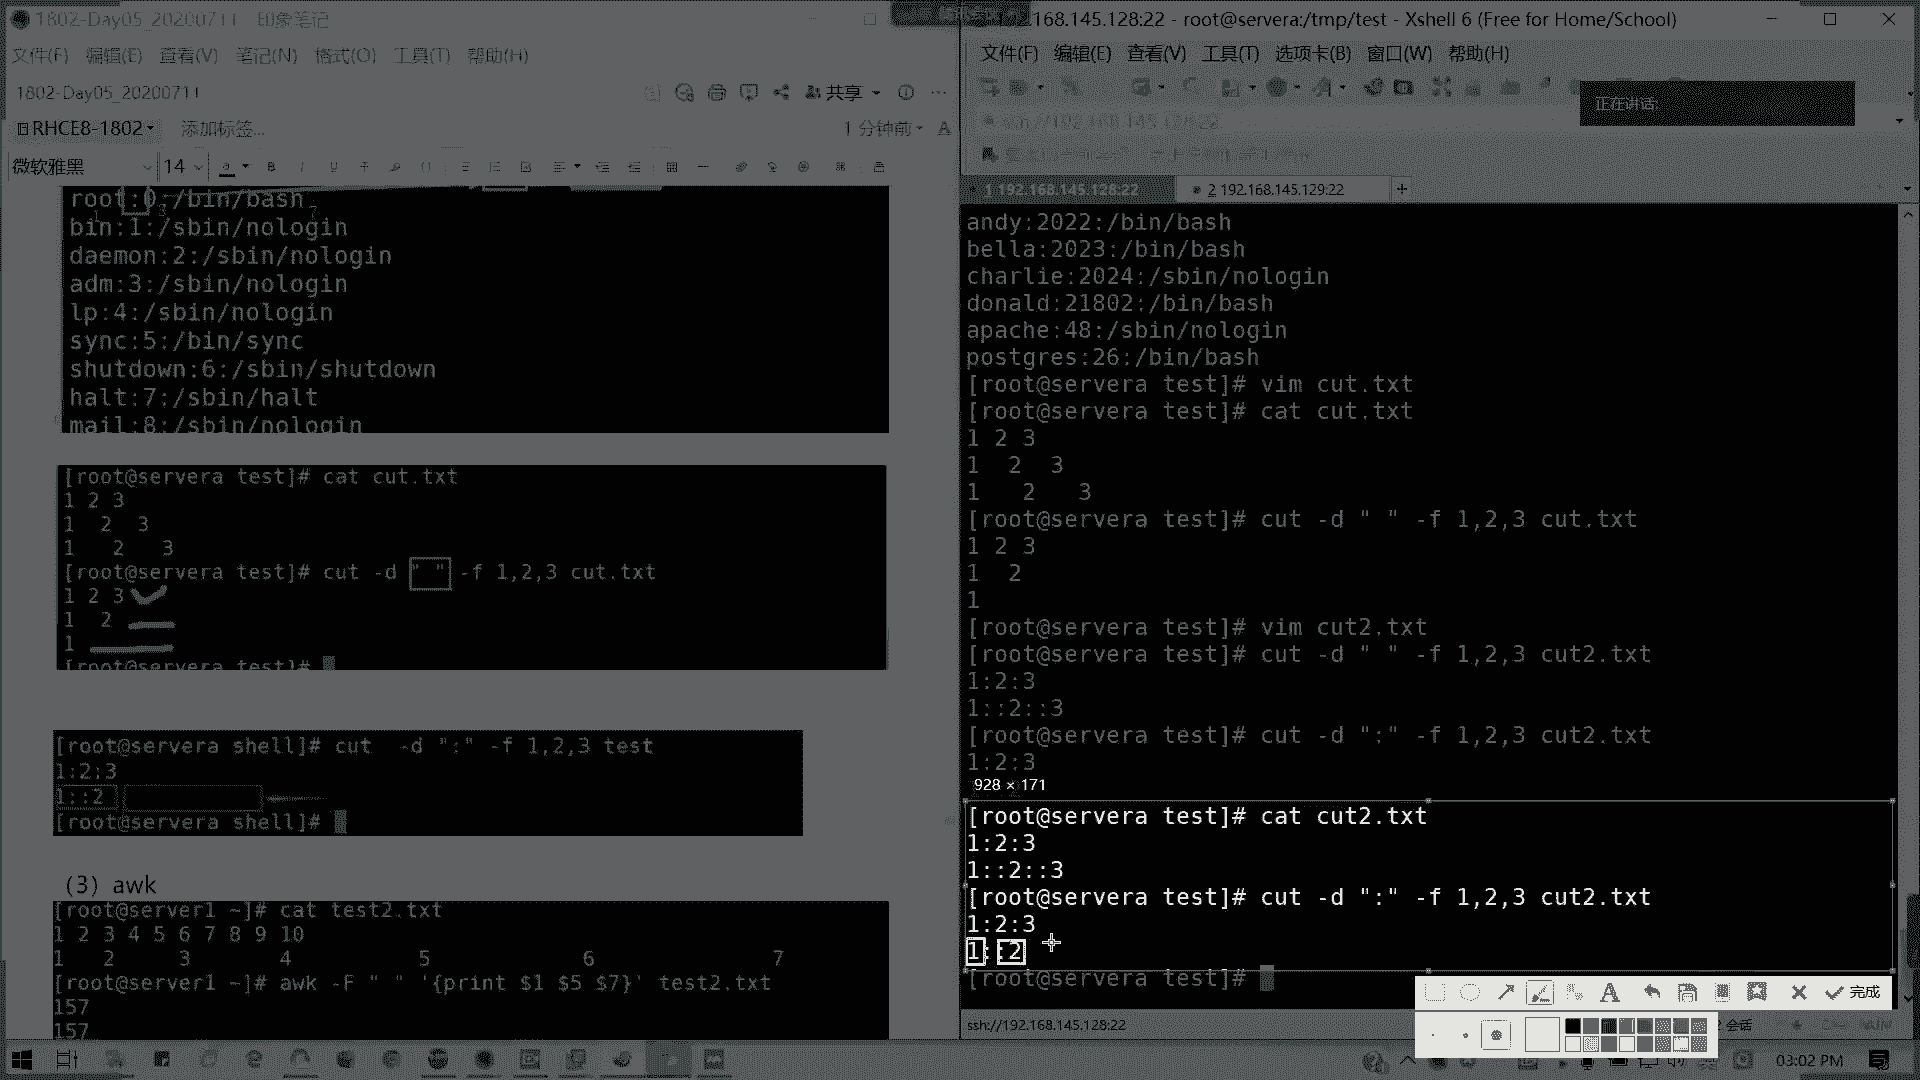 1802-Day05_20200711 - 印象笔记
文件(F) 编辑(E) 查看(V) 笔记(N) 格式(O) 工具(T) 帮助(H)
1802-Day05_20200711
共享
RHCE8-1802
添加标签...
1 分钟前
微软雅黑
14
root:0:/bin/bash
bin:1:/sbin/nologin
daemon:2:/sbin/nologin
adm:3:/sbin/nologin
lp:4:/sbin/nologin
sync:5:/bin/sync
shutdown:6:/sbin/shutdown
halt:7:/sbin/halt
mail:8:/sbin/nologin
[root@servera test]# cat cut.txt
1 2 3
1   2   3
1    2    3
[root@servera test]# cut -d " " -f 1,2,3 cut.txt
1 2 3
1   2
1
[root@servera test]#
[root@servera shell]# cut  -d ":" -f 1,2,3 test
1:2:3
1::2
[root@servera shell]#
（3）awk
[root@server1 ~]# cat test2.txt
1 2 3 4 5 6 7 8 9 10
1    2      3        4           5             6               7
[root@server1 ~]# awk -F " " '{print $1 $5 $7}' test2.txt
157
157
168.145.128:22 - root@servera:/tmp/test - Xshell 6 (Free for Home/School)
文件(F) 编辑(E) 查看(V) 工具(T) 选项卡(B) 窗口(W) 帮助(H)
正在讲话:
ssh://192.168.145.129:22
1 192.168.145.128:22
2 192.168.145.129:22
andy:2022:/bin/bash
bella:2023:/bin/bash
charlie:2024:/sbin/nologin
donald:21802:/bin/bash
apache:48:/sbin/nologin
postgres:26:/bin/bash
[root@servera test]# vim cut.txt
[root@servera test]# cat cut.txt
1 2 3
1   2   3
1    2    3
[root@servera test]# cut -d " " -f 1,2,3 cut.txt
1 2 3
1   2
1
[root@servera test]# vim cut2.txt
[root@servera test]# cut -d " " -f 1,2,3 cut2.txt
1:2:3
1::2::3
[root@servera test]# cut -d ":" -f 1,2,3 cut2.txt
1:2:3
928 × 171
[root@servera test]# cat cut2.txt
1:2:3
1::2::3
[root@servera test]# cut -d ":" -f 1,2,3 cut2.txt
1:2:3
1::2
[root@servera test]#
完成
ssh://192.168.145.128:22
会话
03:02 PM